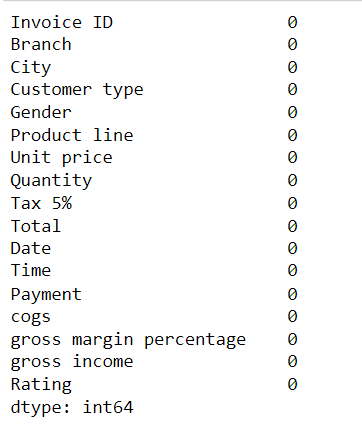 Invoice ID 0
Branch 0
City 0
Customer type 0
Gender 0
Product line 0
Unit price 0
Quantity 0
Tax 5% 0
Total 0
Date 0
Time 0
Payment 0
cogs 0
gross margin percentage 0
gross income 0
Rating 0
dtype: int64